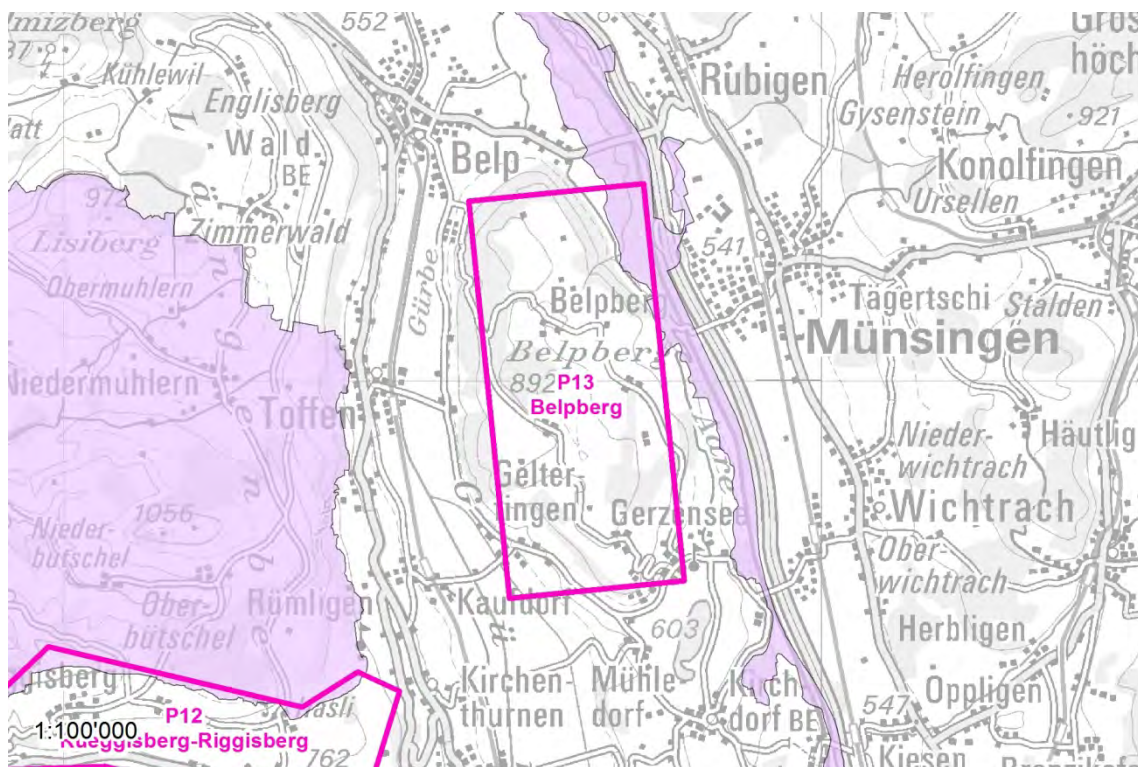 552
Rubigen
Herolfingen
Gysenstein
921
Kühlewil-
Englisberg
Wald
BE
Belp
Konolfingen
Ursellen
Lisiberg
Zimmerwald
541
Obermuhlern
Gürbe
Belpberg
Tägertschi
Stalden
Münsingen
Belpberg
892
P13
Belpberg
Niedermuhlern
Toffen
Aare
Nieder-
wichtrach
Häutlig
Gelter-
fingen
Gerzensee
Wichtrach
1056
Nieder-
bütschel
Ober-
wichtrach
Ober-
bütschel
Rümligen
Kaufdorf
603
Herbligen
Kirchen-
thurnen
Mühle
dorf
Kirch
dorf BE
547
Oppligen
Kiesen
P12
1:100'000
Rueggisberg-Riggisberg
762